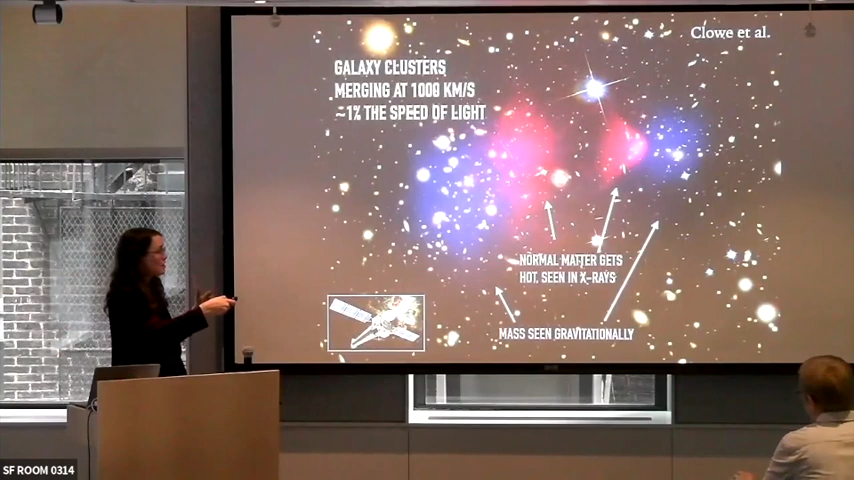 Clowe et al.
GALAXY CLUSTERS
MERGING AT 1000 KM/S
~1% THE SPEED OF LIGHT
NORMAL MATTER GETS
HOT, SEEN IN X-RAYS
MASS SEEN GRAVITATIONALLY
SF ROOM 0314